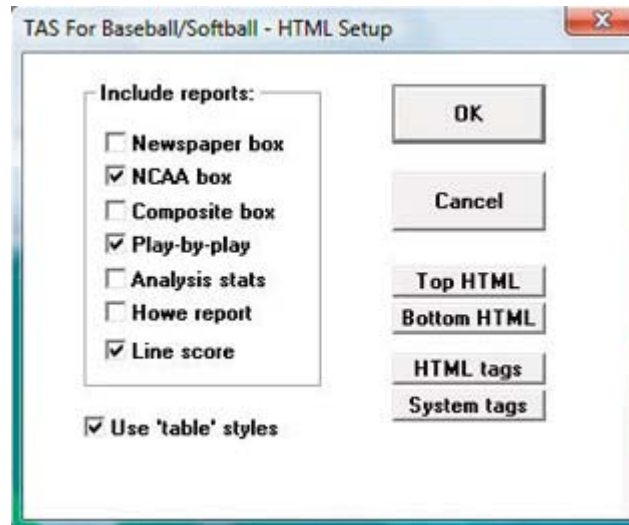 TAS For Baseball/Softball - HTML Setup
Include reports:
Newspaper box
NCAA box
Composite box
Play-by-play
Analysis stats
Howe report
Line score
Use 'table' styles
OK
Cancel
Top HTML
Bottom HTML
HTML tags
System tags